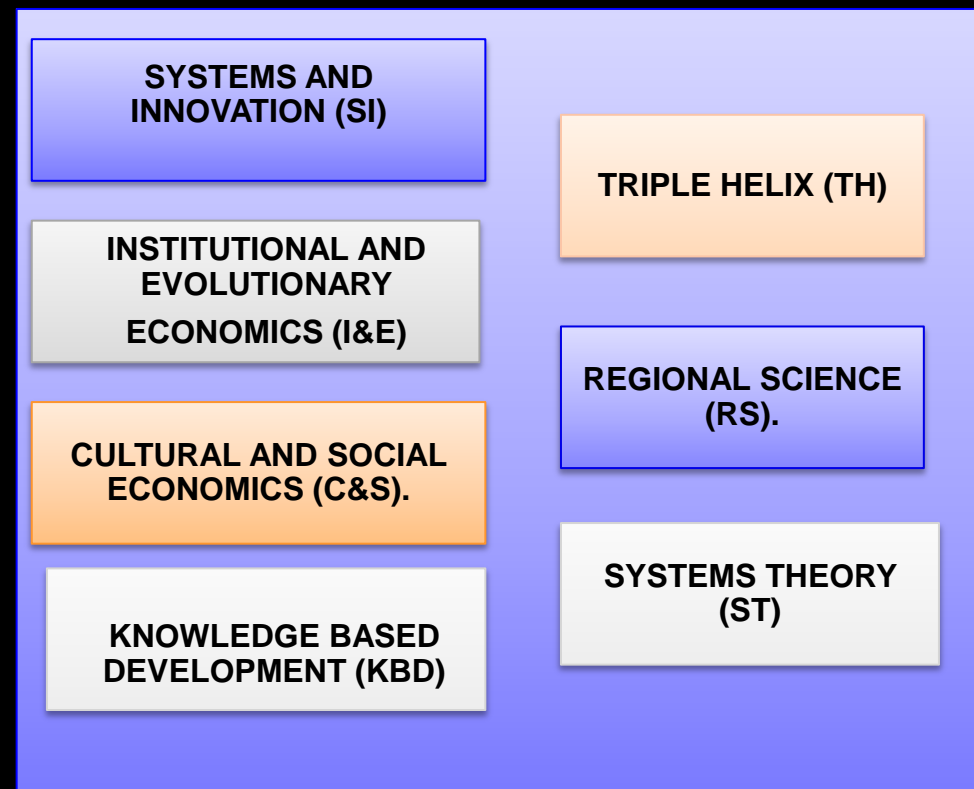 SYSTEMS AND
INNOVATION (SI)
INSTITUTIONAL AND
EVOLUTIONARY
ECONOMICS (I&E)
CULTURAL AND SOCIAL
ECONOMICS (C&S).
KNOWLEDGE BASED
DEVELOPMENT (KBD)
TRIPLE HELIX (TH)
REGIONAL SCIENCE
(RS).
SYSTEMS THEORY
(ST)